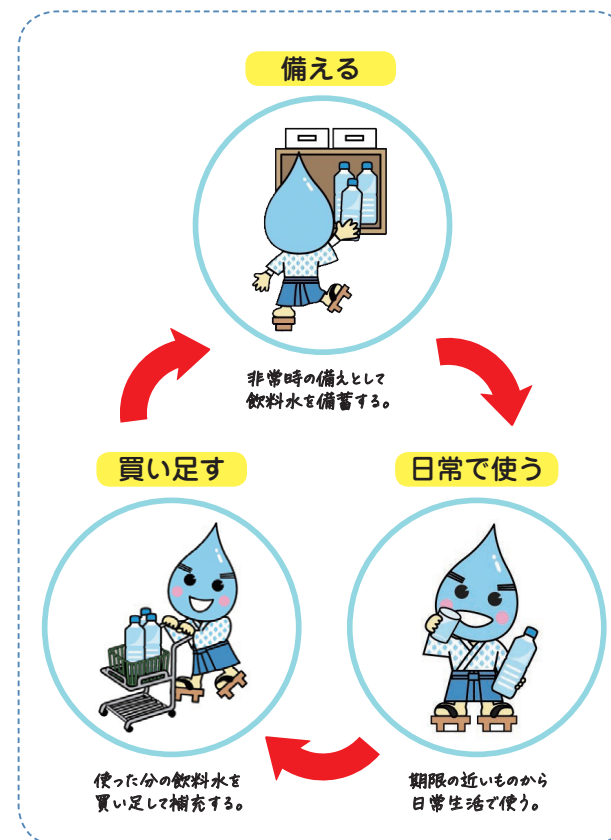 備える
非常時の備えとして
飲料水を備蓄する。
日常で使う
期限の近いものから
日常生活で使う。
買い足す
使った分の飲料水を
買い足して補充する。